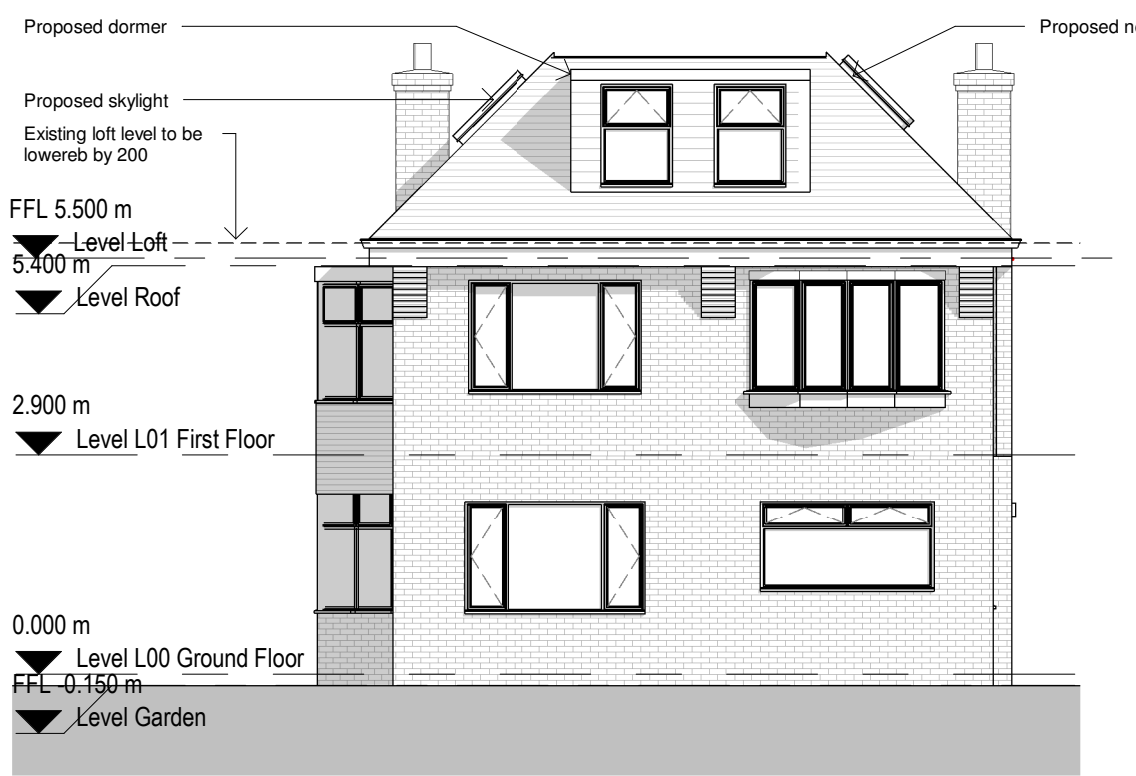 Proposed dormer
Proposed
Proposed skylight
Existing loft level to be
lowereb by 200
FFL 5.500 m
Level Loft
5.400 m
Level Roof
2.900 m
Level L01 First Floor
0.000 m
Level L00 Ground Floor
FFL -0.150 m
Level Garden